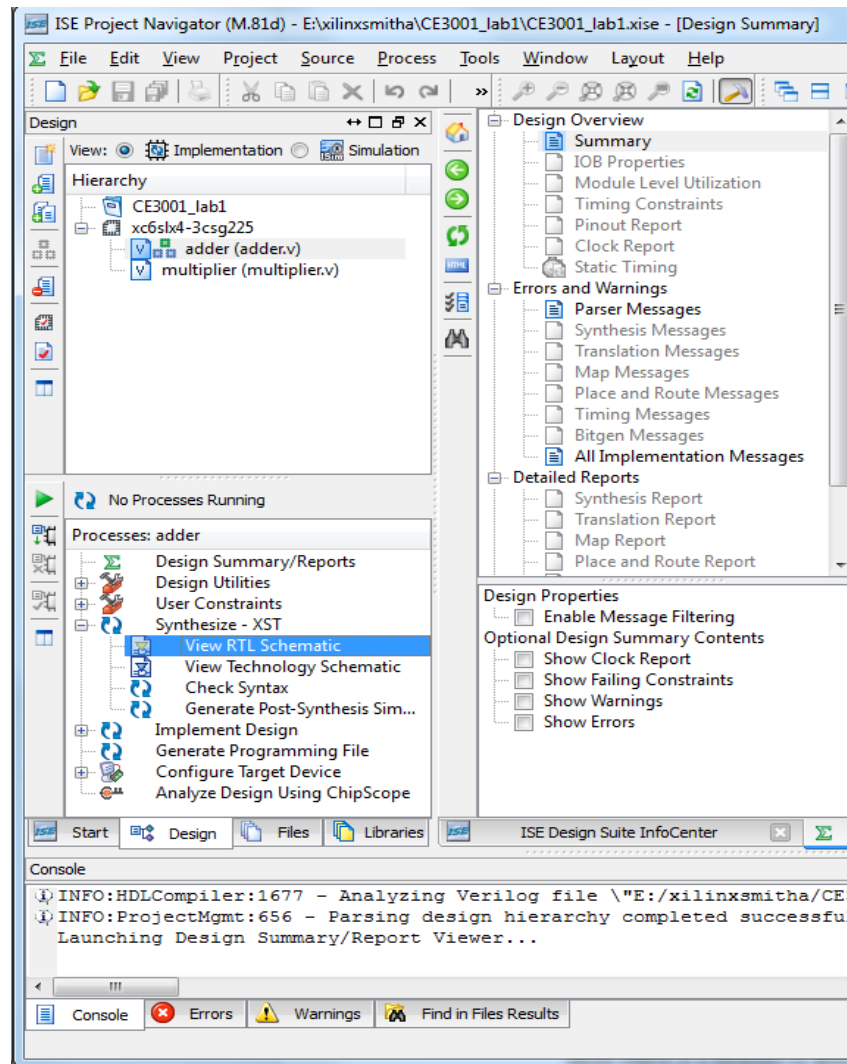 ISE ISE Project Navigator (M.81d) - E:\xilinxsmitha\CE3001_lab1\CE3001_lab1.xise - [Design Summary]
File Edit View Project Source Process Tools Window Layout Help
»
Design
View: Implementation Simulation
Hierarchy
CE3001_lab1
xc6slx4-3csg225
V adder (adder.v)
V multiplier (multiplier.v)
No Processes Running
Processes: adder
Design Summary/Reports
Design Utilities
User Constraints
Synthesize - XST
View RTL Schematic
View Technology Schematic
Check Syntax
Generate Post-Synthesis Sim...
Implement Design
Generate Programming File
Configure Target Device
Analyze Design Using ChipScope
ISE Start Design Files Libraries
Design Overview
Summary
IOB Properties
Module Level Utilization
Timing Constraints
Pinout Report
Clock Report
Static Timing
Errors and Warnings
Parser Messages
Synthesis Messages
Translation Messages
Map Messages
Place and Route Messages
Timing Messages
Bitgen Messages
All Implementation Messages
Detailed Reports
Synthesis Report
Translation Report
Map Report
Place and Route Report
Design Properties
Enable Message Filtering
Optional Design Summary Contents
Show Clock Report
Show Failing Constraints
Show Warnings
Show Errors
ISE ISE Design Suite InfoCenter Σ
Console
INFO:HDLCompiler:1677 - Analyzing Verilog file \"E:/xilinxsmitha/CE
INFO:ProjectMgmt:656 - Parsing design hierarchy completed successfu
Launching Design Summary/Report Viewer...
Console Errors Warnings Find in Files Results